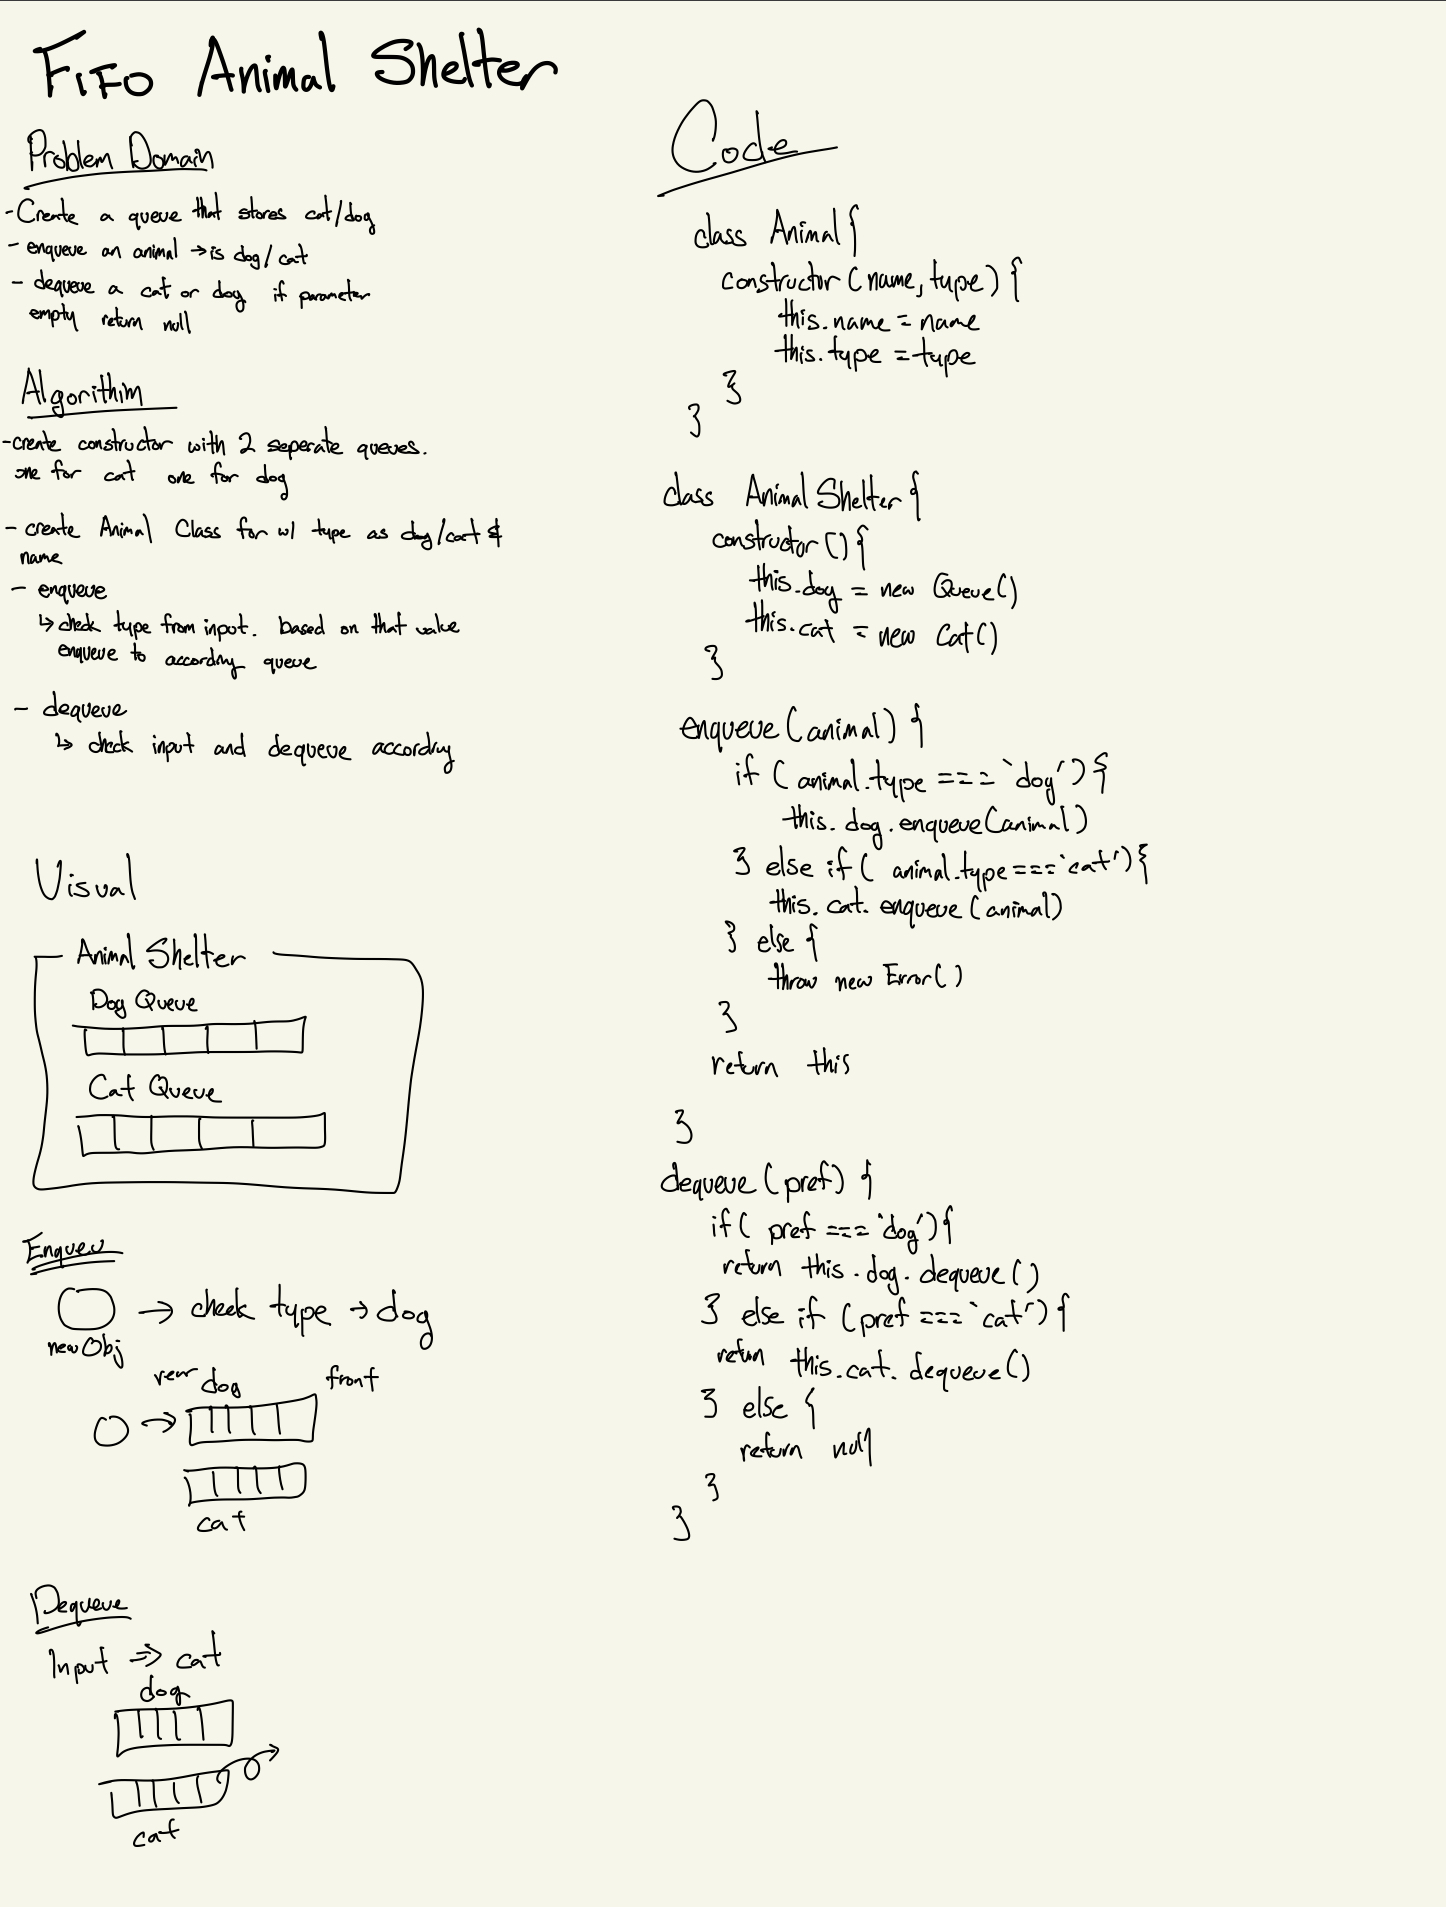 FIFO Animal Shelter
Problem Domain
- Create a queue that stores cat/dog
- enqueue an animal → is dog/cat
- dequeue a cat or dog if parameter
empty return null
Algorithim
- create constructor with 2 seperate queues.
one for cat one for dog
- create Animal Class for w/ type as dog/cat &
name
- enqueue
↳ check type from input. based on that value
enqueue to accordng queue
- dequeue
↳ check input and dequeue accordng
Visual
Animal Shelter
Dog Queue
Cat Queue
Enqueu
new Obj → check type → dog
rear dog front
cat
Dequeue
Input ⇒ cat
dog
cat
Code
class Animal {
constructor (name, type) {
this.name = name
this.type = type
}
}
class Animal Shelter {
constructor () {
this.dog = new Queue()
this.cat = new Cat()
}
enqueue (animal) {
if (animal.type === `dog') {
this.dog.enqueue(animal)
} else if ( animal.type === `cat') {
this.cat.enqueue (animal)
} else {
throw new Error()
}
return this
}
dequeue (pref) {
if ( pref === `dog') {
return this.dog.dequeue()
} else if (pref === `cat') {
return this.cat.dequeue()
} else {
return null
}
}